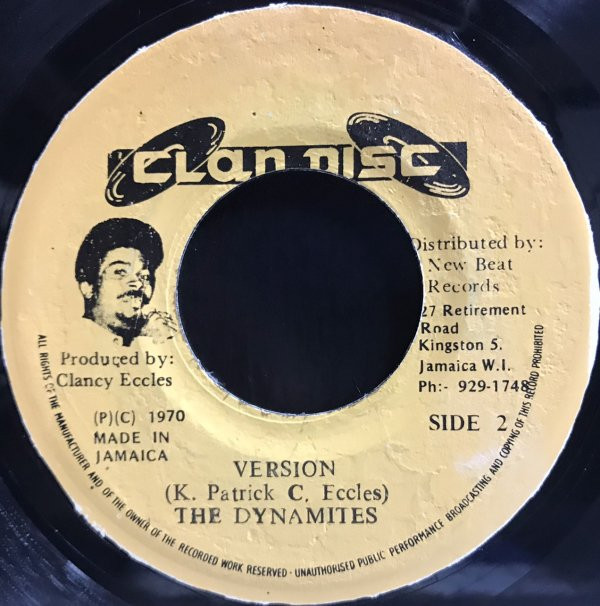 CLAN DISC
Distributed by:
New Beat
Records
27 Retirement
Road
Kingston 5.
Jamaica W.I.
Ph:- 929-1748
Produced by:
Clancy Eccles
(P)(C) 1970
MADE IN
JAMAICA
SIDE 2
VERSION
(K. Patrick C. Eccles)
THE DYNAMITES
ALL RIGHTS OF THE MANUFACTURER AND OF THE OWNER OF THE RECORDED WORK RESERVED - UNAUTHORISED PUBLIC PERFORMANCE BROADCASTING AND COPYING OF THIS RECORD PROHIBITED